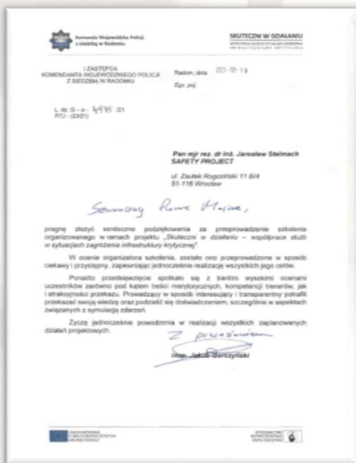 Komenda Wojewódzka Policji
z siedzibą w Radomiu
SKUTECZNI W DZIAŁANIU
I ZASTĘPCA
KOMENDANTA WOJEWÓDZKIEGO POLICJI
Z SIEDZIBĄ W RADOMIU
Radom, dnia
Egz. poj.
Pan mjr rez. dr inż. Jarosław Stelmach
SAFETY PROJECT
ul. Zaułek Rogoziński 11 B/4
51-116 Wrocław
Szanowny Panie Majorze,
pragnę złożyć serdeczne podziękowania za przeprowadzenie szkolenia
organizowanego w ramach projektu „Skuteczni w działaniu – współpraca służb
w sytuacjach zagrożenia infrastruktury krytycznej".
W ocenie organizatora szkolenia, zostało ono przeprowadzone w sposób
ciekawy i przystępny, zapewniając jednocześnie realizację wszystkich jego celów.
Ponadto przedsięwzięcie spotkało się z bardzo wysokimi ocenami
uczestników zarówno pod kątem treści merytorycznych, kompetencji trenerów, jak
i atrakcyjności przekazu. Prowadzący w sposób interesujący i transparentny potrafił
przekazać swoją wiedzę oraz podzielić się doświadczeniem, szczególnie w aspektach
związanych z symulacją zdarzeń.
Życzę jednocześnie powodzenia w realizacji wszystkich zaplanowanych
działań projektowych.
Z poważaniem
insp. Jakub Gorczyński